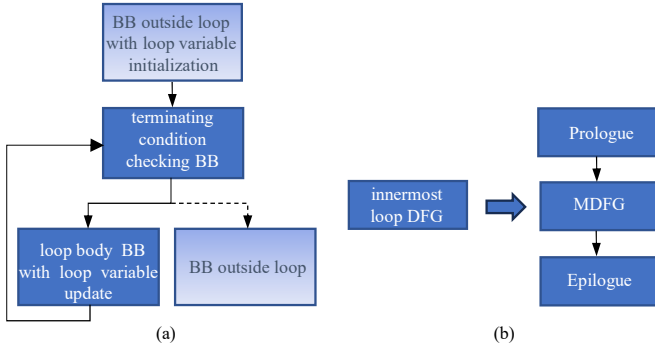 BB outside loop
with loop variable
initialization
terminating
condition
checking BB
loop body BB
with loop variable
update
BB outside loop
(a)
innermost
loop DFG
Prologue
MDFG
Epilogue
(b)